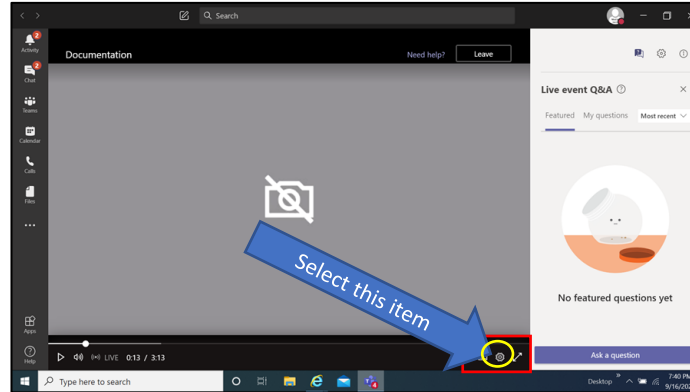 Search
Activity
2
Chat
2
Teams
Calendar
Calls
Files
Apps
Help
Documentation
Need help?
Leave
Select this item
LIVE 0:13 / 3:13
Live event Q&A
Featured My questions Most recent
No featured questions yet
Ask a question
Type here to search
Desktop
7:40 PM